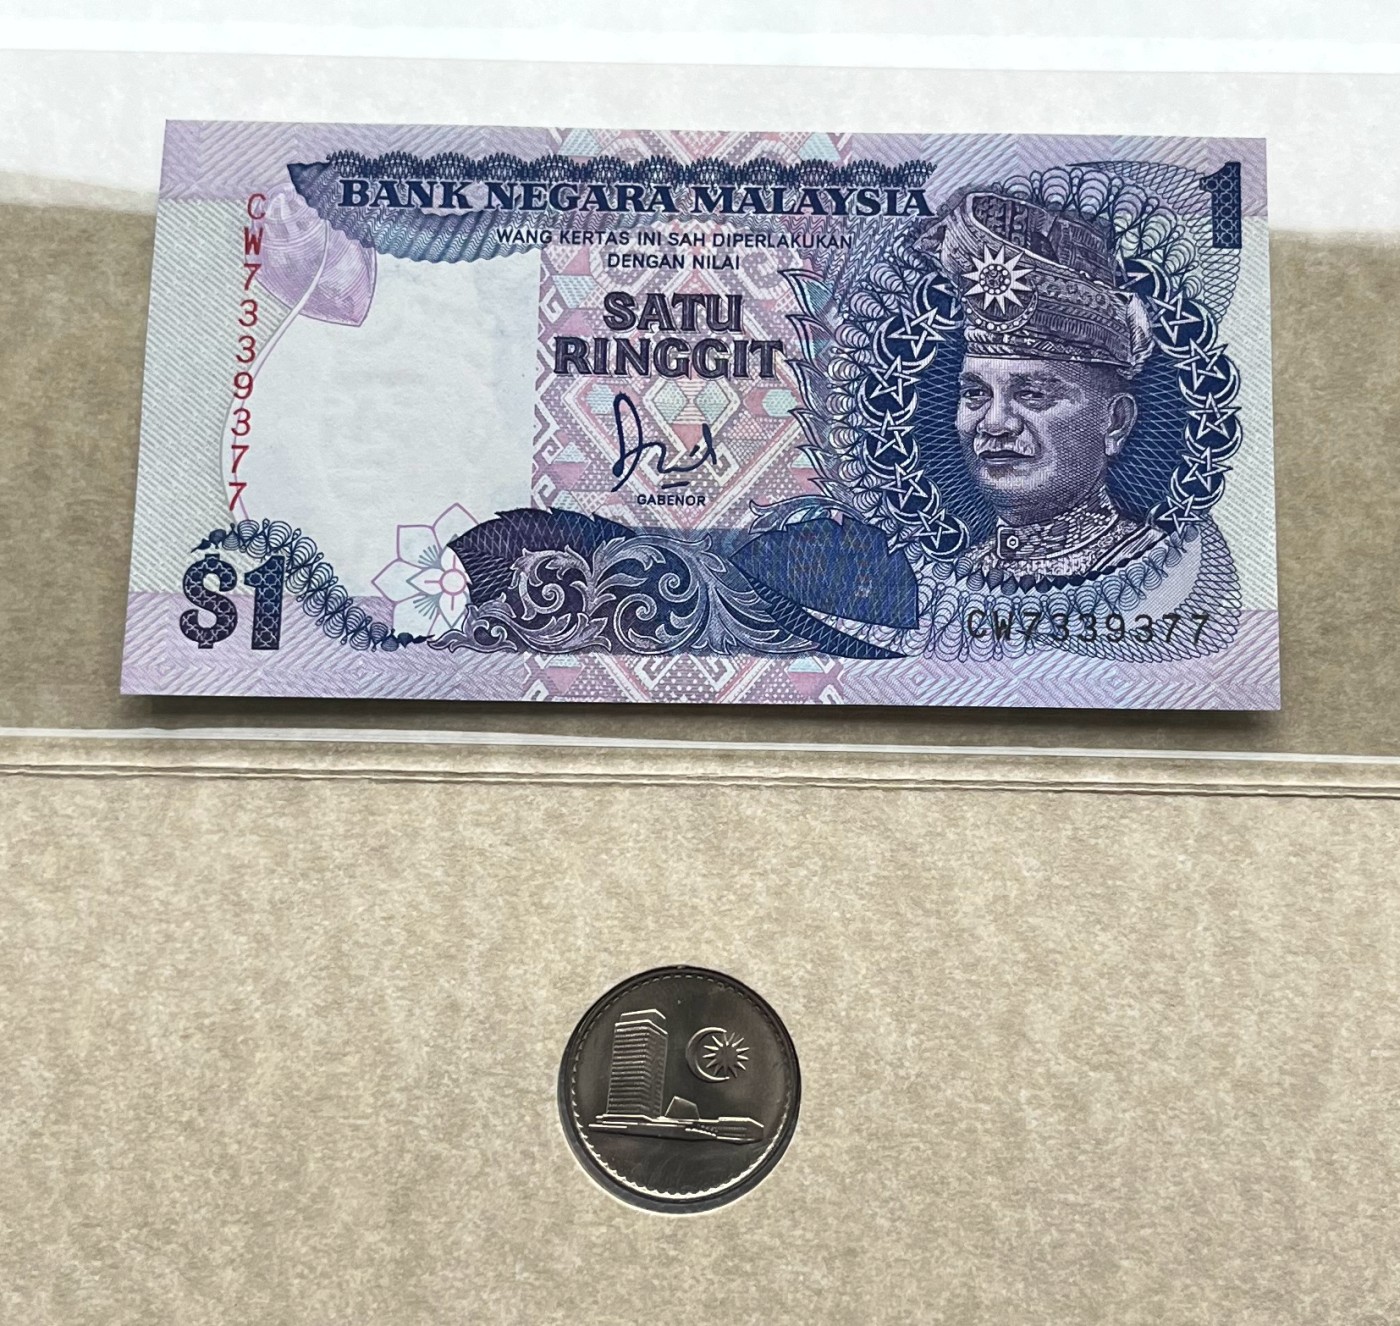 BANK NEGARA MALAYSIA
1
WANG KERTAS INI SAH DIPERLAKUKAN
DENGAN NILAI
SATU
RINGGIT
GABENOR
CW7339377
$1
CW7339377